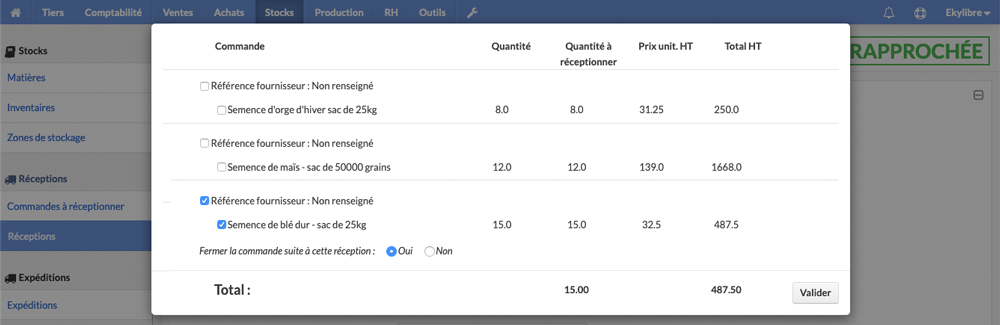 Tiers Comptabilité Ventes Achats Stocks Production RH Outils Ekylibre
Stocks
Matières
Inventaires
Zones de stockage
Réceptions
Commandes à réceptionner
Réceptions
Expéditions
Expéditions
RAPPROCHÉE
Commande Quantité Quantité à réceptionner Prix unit. HT Total HT
Référence fournisseur : Non renseigné
Semence d'orge d'hiver sac de 25kg 8.0 8.0 31.25 250.0
Référence fournisseur : Non renseigné
Semence de maïs - sac de 50000 grains 12.0 12.0 139.0 1668.0
Référence fournisseur : Non renseigné
Semence de blé dur - sac de 25kg 15.0 15.0 32.5 487.5
Fermer la commande suite à cette réception : Oui Non
Total : 15.00 487.50
Valider